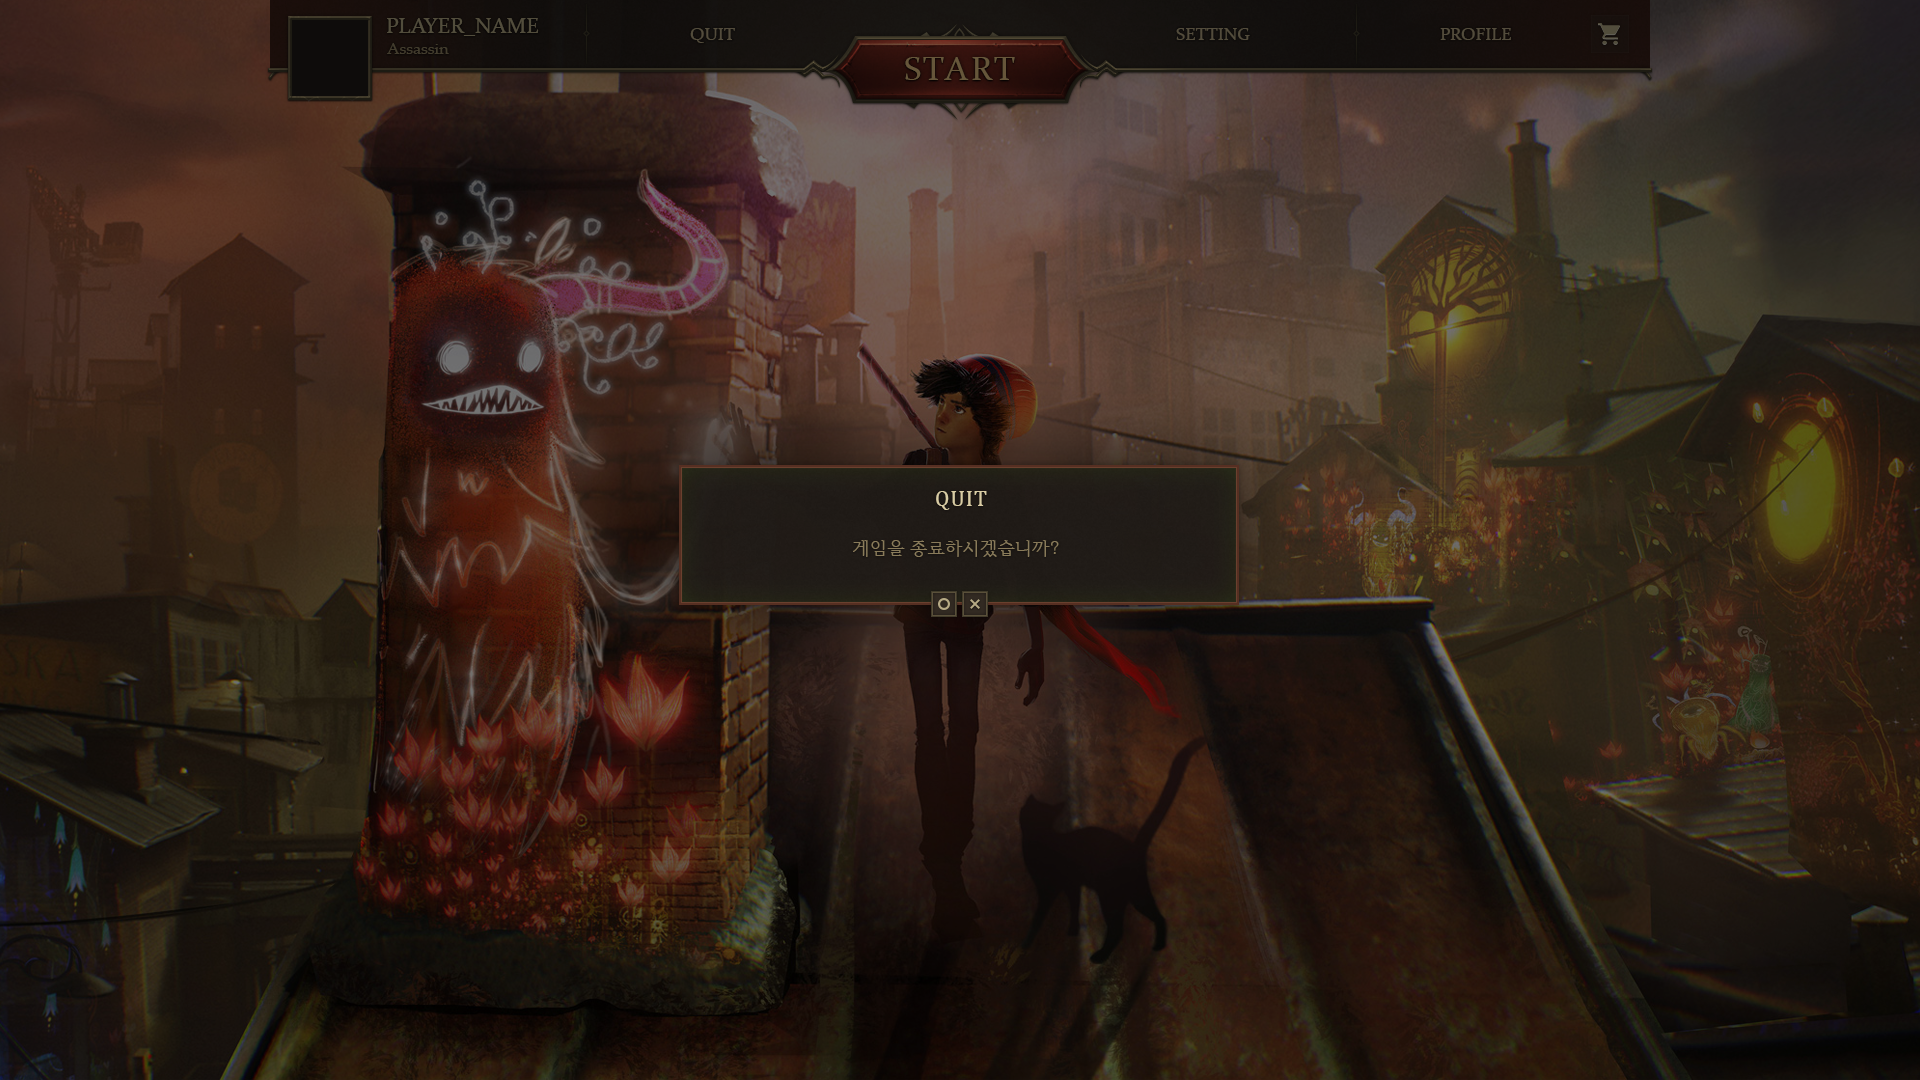 PLAYER_NAME
Assassin
QUIT
START
SETTING
PROFILE
QUIT
게임을 종료하시겠습니까?